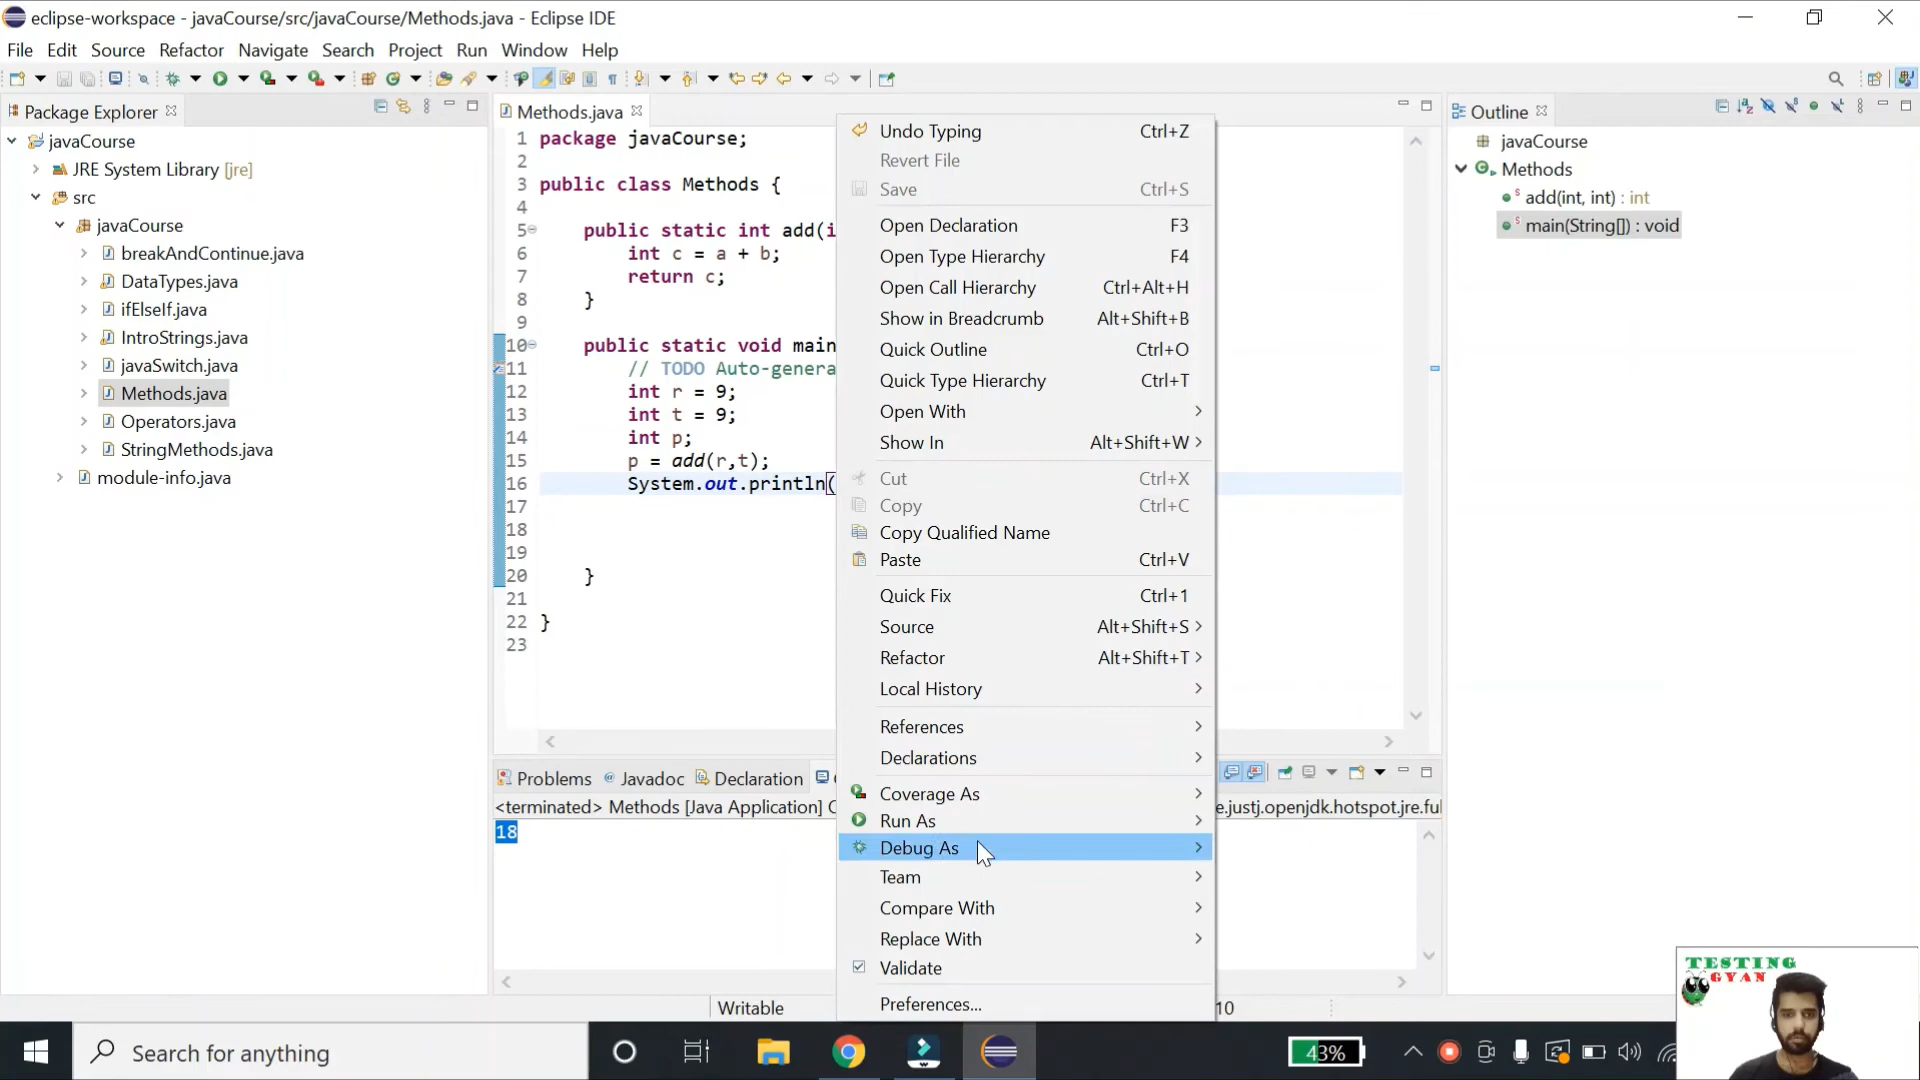 eclipse-workspace - javaCourse/src/javaCourse/Methods.java - Eclipse IDE
File Edit Source Refactor Navigate Search Project Run Window Help
Package Explorer
javaCourse
JRE System Library [jre]
src
javaCourse
breakAndContinue.java
DataTypes.java
ifElseIf.java
IntroStrings.java
javaSwitch.java
Methods.java
Operators.java
StringMethods.java
module-info.java
Methods.java
1 package javaCourse;
2
3 public class Methods {
4
5 public static int add(i
6 int c = a + b;
7 return c;
8 }
9
10 public static void main
11 // TODO Auto-genera
12 int r = 9;
13 int t = 9;
14 int p;
15 p = add(r,t);
16 System.out.println(
17
18
19
20 }
21
22 }
23
Undo Typing Ctrl+Z
Revert File
Save Ctrl+S
Open Declaration F3
Open Type Hierarchy F4
Open Call Hierarchy Ctrl+Alt+H
Show in Breadcrumb Alt+Shift+B
Quick Outline Ctrl+O
Quick Type Hierarchy Ctrl+T
Open With
Show In Alt+Shift+W
Cut Ctrl+X
Copy Ctrl+C
Copy Qualified Name
Paste Ctrl+V
Quick Fix Ctrl+1
Source Alt+Shift+S
Refactor Alt+Shift+T
Local History
References
Declarations
Coverage As
Run As
Debug As
Team
Compare With
Replace With
Validate
Preferences...
Outline
javaCourse
Methods
add(int, int) : int
main(String[]) : void
Problems Javadoc Declaration
<terminated> Methods [Java Application] C e.justj.openjdk.hotspot.jre.ful
18
Writable 10
Search for anything
43%
TESTING
GYAN